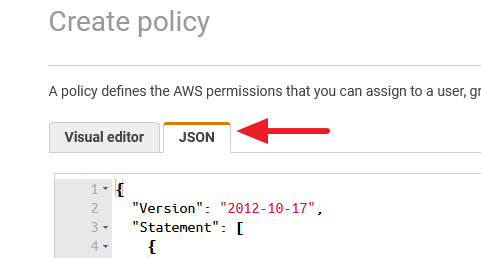 Create policy
A policy defines the AWS permissions that you can assign to a user, gr
Visual editor JSON
1 {
2 "Version": "2012-10-17",
3 "Statement": [
4 {